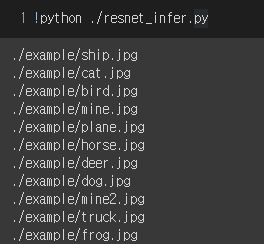 1 !python ./resnet_infer.py
./example/ship.jpg
./example/cat.jpg
./example/bird.jpg
./example/mine.jpg
./example/plane.jpg
./example/horse.jpg
./example/deer.jpg
./example/dog.jpg
./example/mine2.jpg
./example/truck.jpg
./example/frog.jpg